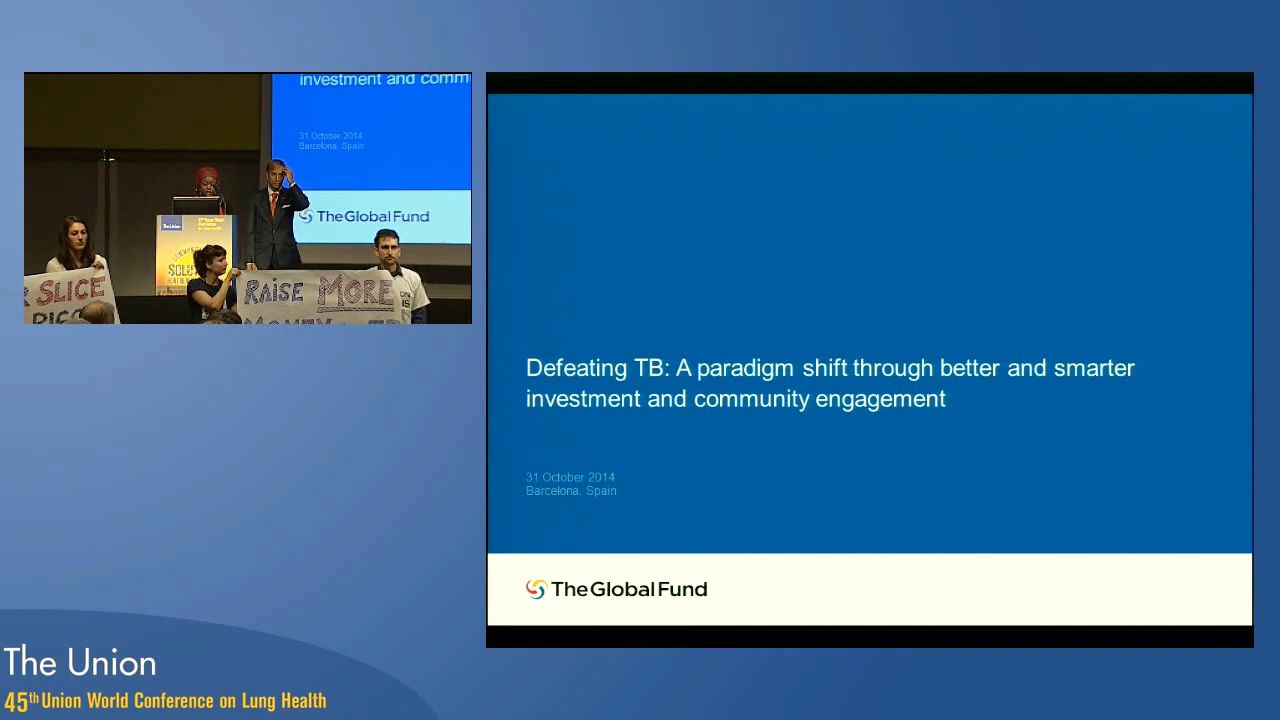 investment and comm
31 October 2014
Barcelona, Spain
The Global Fund
The Union
SLICE
RAISE MORE
Defeating TB: A paradigm shift through better and smarter
investment and community engagement
31 October 2014
Barcelona, Spain
The Global Fund
The Union
45th Union World Conference on Lung Health